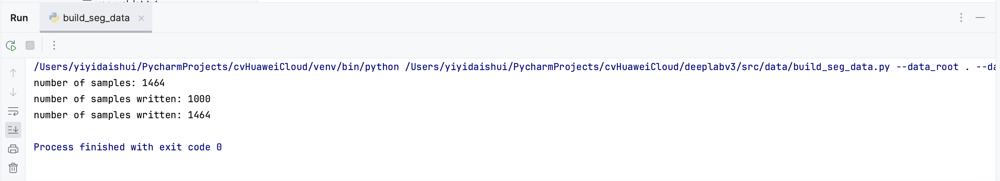 Run build_seg_data
/Users/yiyidaishui/PycharmProjects/cvHuaweiCloud/venv/bin/python /Users/yiyidaishui/PycharmProjects/cvHuaweiCloud/deeplabv3/src/data/build_seg_data.py --data_root .
number of samples: 1464
number of samples written: 1000
number of samples written: 1464
Process finished with exit code 0